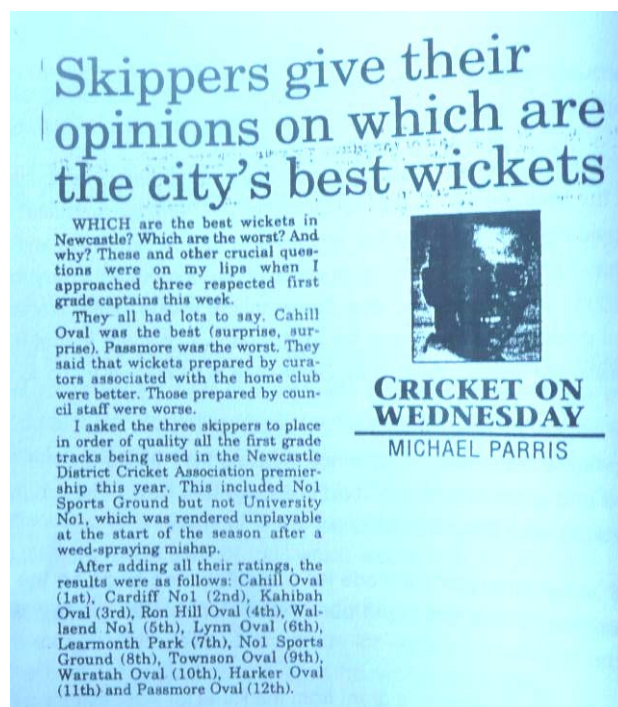 Skippers give their
opinions on which are
the city's best wickets
WHICH are the best wickets in
Newcastle? Which are the worst? And
why? These and other crucial ques-
tions were on my lips when I
approached three respected first
grade captains this week.
They all had lots to say. Cahill
Oval was the best (surprise, sur-
prise). Passmore was the worst. They
said that wickets prepared by cura-
tors associated with the home club
were better. Those prepared by coun-
cil staff were worse.
I asked the three skippers to place
in order of quality all the first grade
tracks being used in the Newcastle
District Cricket Association premier-
ship this year. This included No1
Sports Ground but not University
No1, which was rendered unplayable
at the start of the season after a
weed-spraying mishap.
After adding all their ratings, the
results were as follows: Cahill Oval
(1st), Cardiff No1 (2nd), Kahibah
Oval (3rd), Ron Hill Oval (4th), Wal-
lsend No1 (5th), Lynn Oval (6th),
Learmonth Park (7th), No1 Sports
Ground (8th), Townson Oval (9th),
Waratah Oval (10th), Harker Oval
(11th) and Passmore Oval (12th).
CRICKET ON
WEDNESDAY
MICHAEL PARRIS